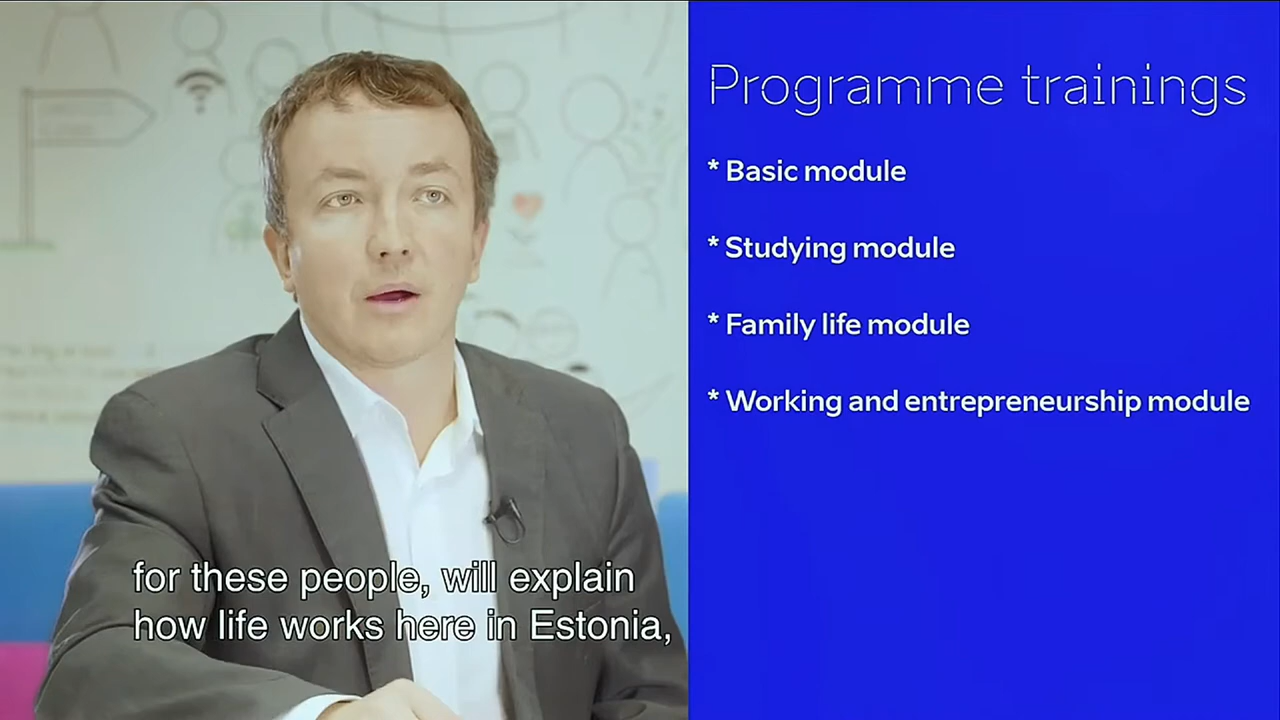 Programme trainings
* Basic module
* Studying module
* Family life module
* Working and entrepreneurship module
for these people, will explain
how life works here in Estonia,